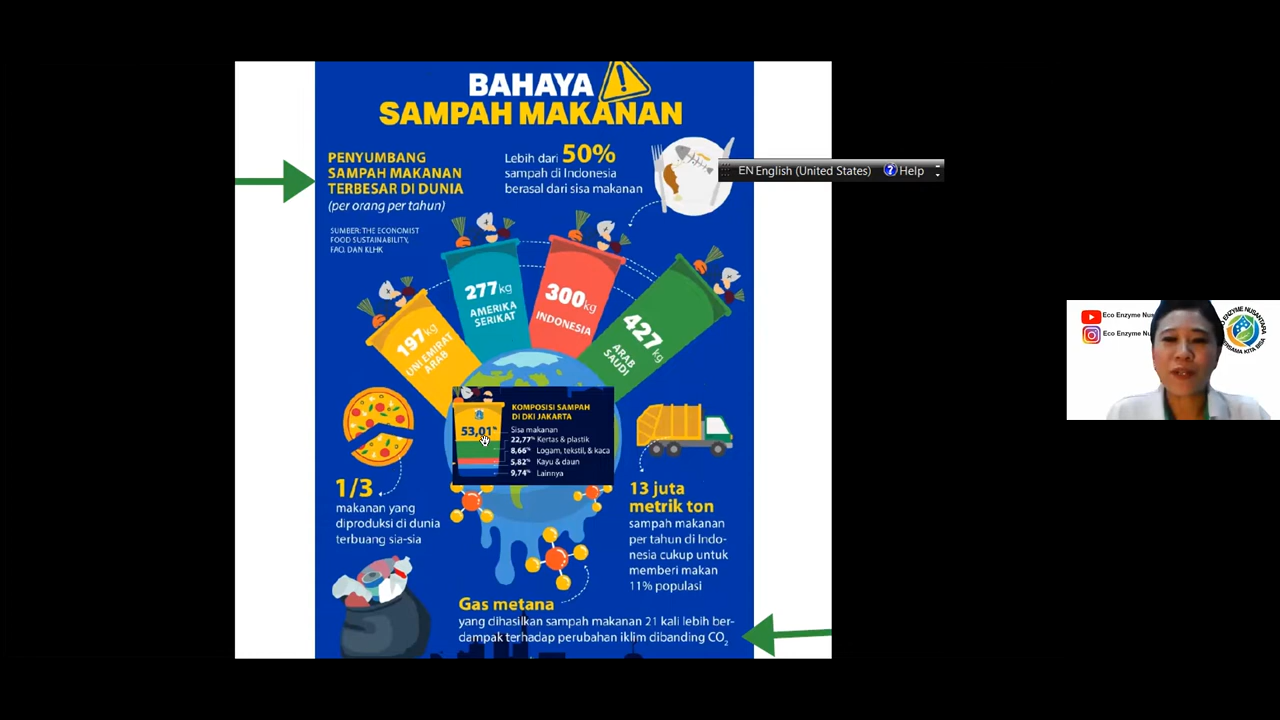 BAHAYA
SAMPAH MAKANAN
PENYUMBANG
SAMPAH MAKANAN
TERBESAR DI DUNIA
(per orang per tahun)
SUMBER: THE ECONOMIST
FOOD SUSTAINABILITY,
FAO, DAN KLHK
Lebih dari 50%
sampah di Indonesia
berasal dari sisa makanan
EN English (United States) ? Help
197kg
UNI EMIRAT
ARAB
277kg
AMERIKA
SERIKAT
300kg
INDONESIA
427kg
ARAB
SAUDI
KOMPOSISI SAMPAH
DI DKI JAKARTA
53,01% Sisa makanan
22,77% Kertas & plastik
8,66% Logam, tekstil, & kaca
5,82% Kayu & daun
9,74% Lainnya
1/3
makanan yang
diproduksi di dunia
terbuang sia-sia
13 juta
metrik ton
sampah makanan
per tahun di Indo-
nesia cukup untuk
memberi makan
11% populasi
Gas metana
yang dihasilkan sampah makanan 21 kali lebih ber-
dampak terhadap perubahan iklim dibanding CO2
Eco Enzyme Nus
Eco Enzyme N
ENZYME NUSANTARA
BERSAMA KITA BISA